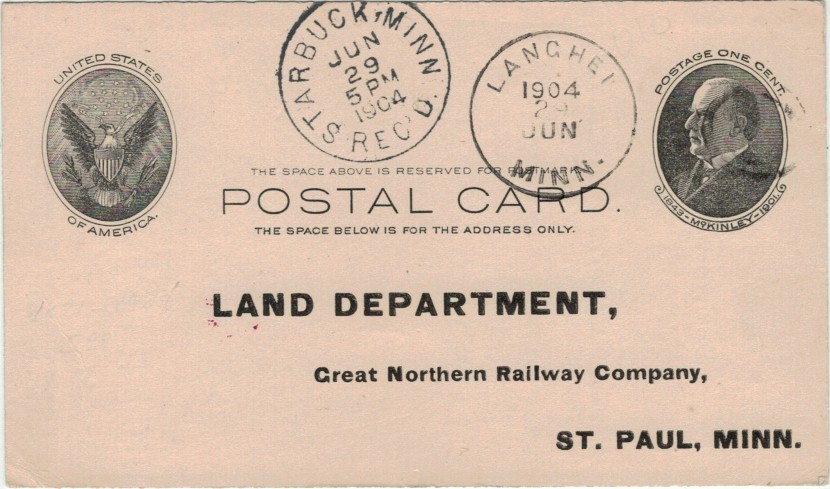 UNITED STATES
OF AMERICA.
STARBUCK, MINN
JUN
29
5 PM
1904
REC'D.
LANGHEI
1904
29
JUN
MINN.
POSTAGE ONE CENT.
1843-McKINLEY-1901.
THE SPACE ABOVE IS RESERVED FOR POSTMARK.
POSTAL CARD.
THE SPACE BELOW IS FOR THE ADDRESS ONLY.
LAND DEPARTMENT,
Great Northern Railway Company,
ST. PAUL, MINN.